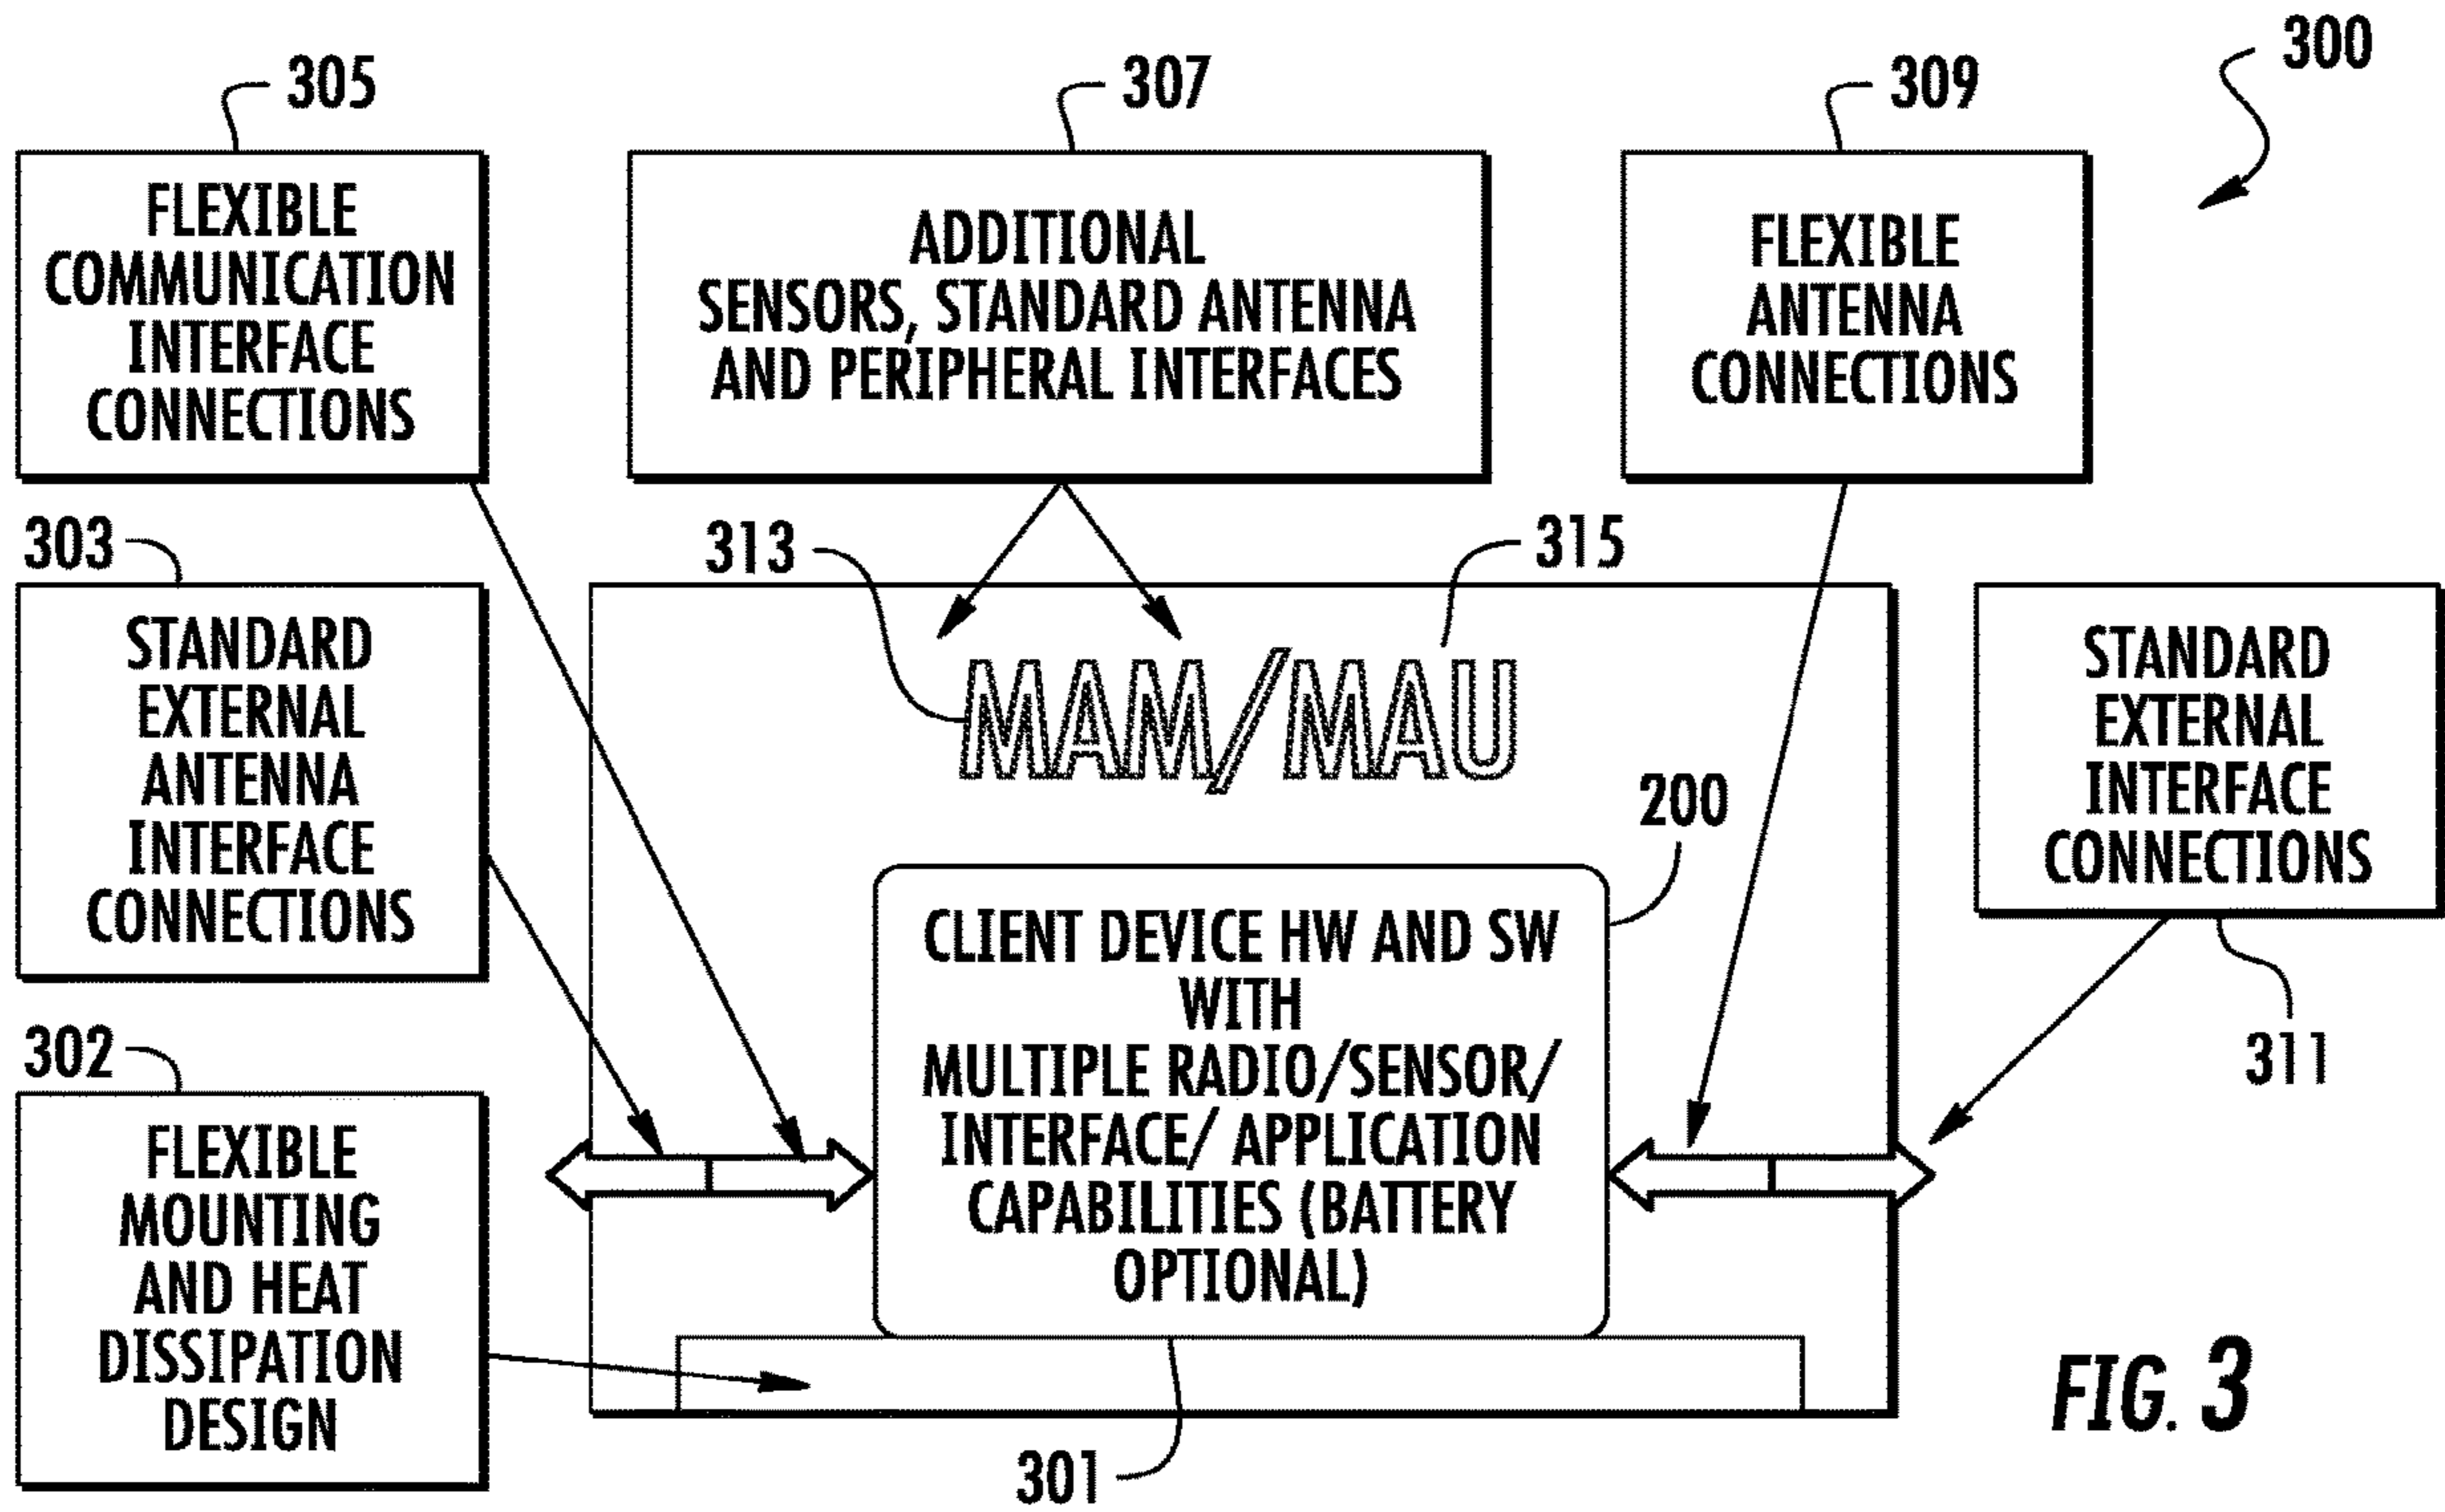 300
305
FLEXIBLE
COMMUNICATION
INTERFACE
CONNECTIONS
307
ADDITIONAL
SENSORS, STANDARD ANTENNA
AND PERIPHERAL INTERFACES
309
FLEXIBLE
ANTENNA
CONNECTIONS
303
STANDARD
EXTERNAL
ANTENNA
INTERFACE
CONNECTIONS
313
315
MAM/MAU
200
CLIENT DEVICE HW AND SW
WITH
MULTIPLE RADIO/SENSOR/
INTERFACE/ APPLICATION
CAPABILITIES (BATTERY
OPTIONAL)
STANDARD
EXTERNAL
INTERFACE
CONNECTIONS
311
302
FLEXIBLE
MOUNTING
AND HEAT
DISSIPATION
DESIGN
301
FIG. 3